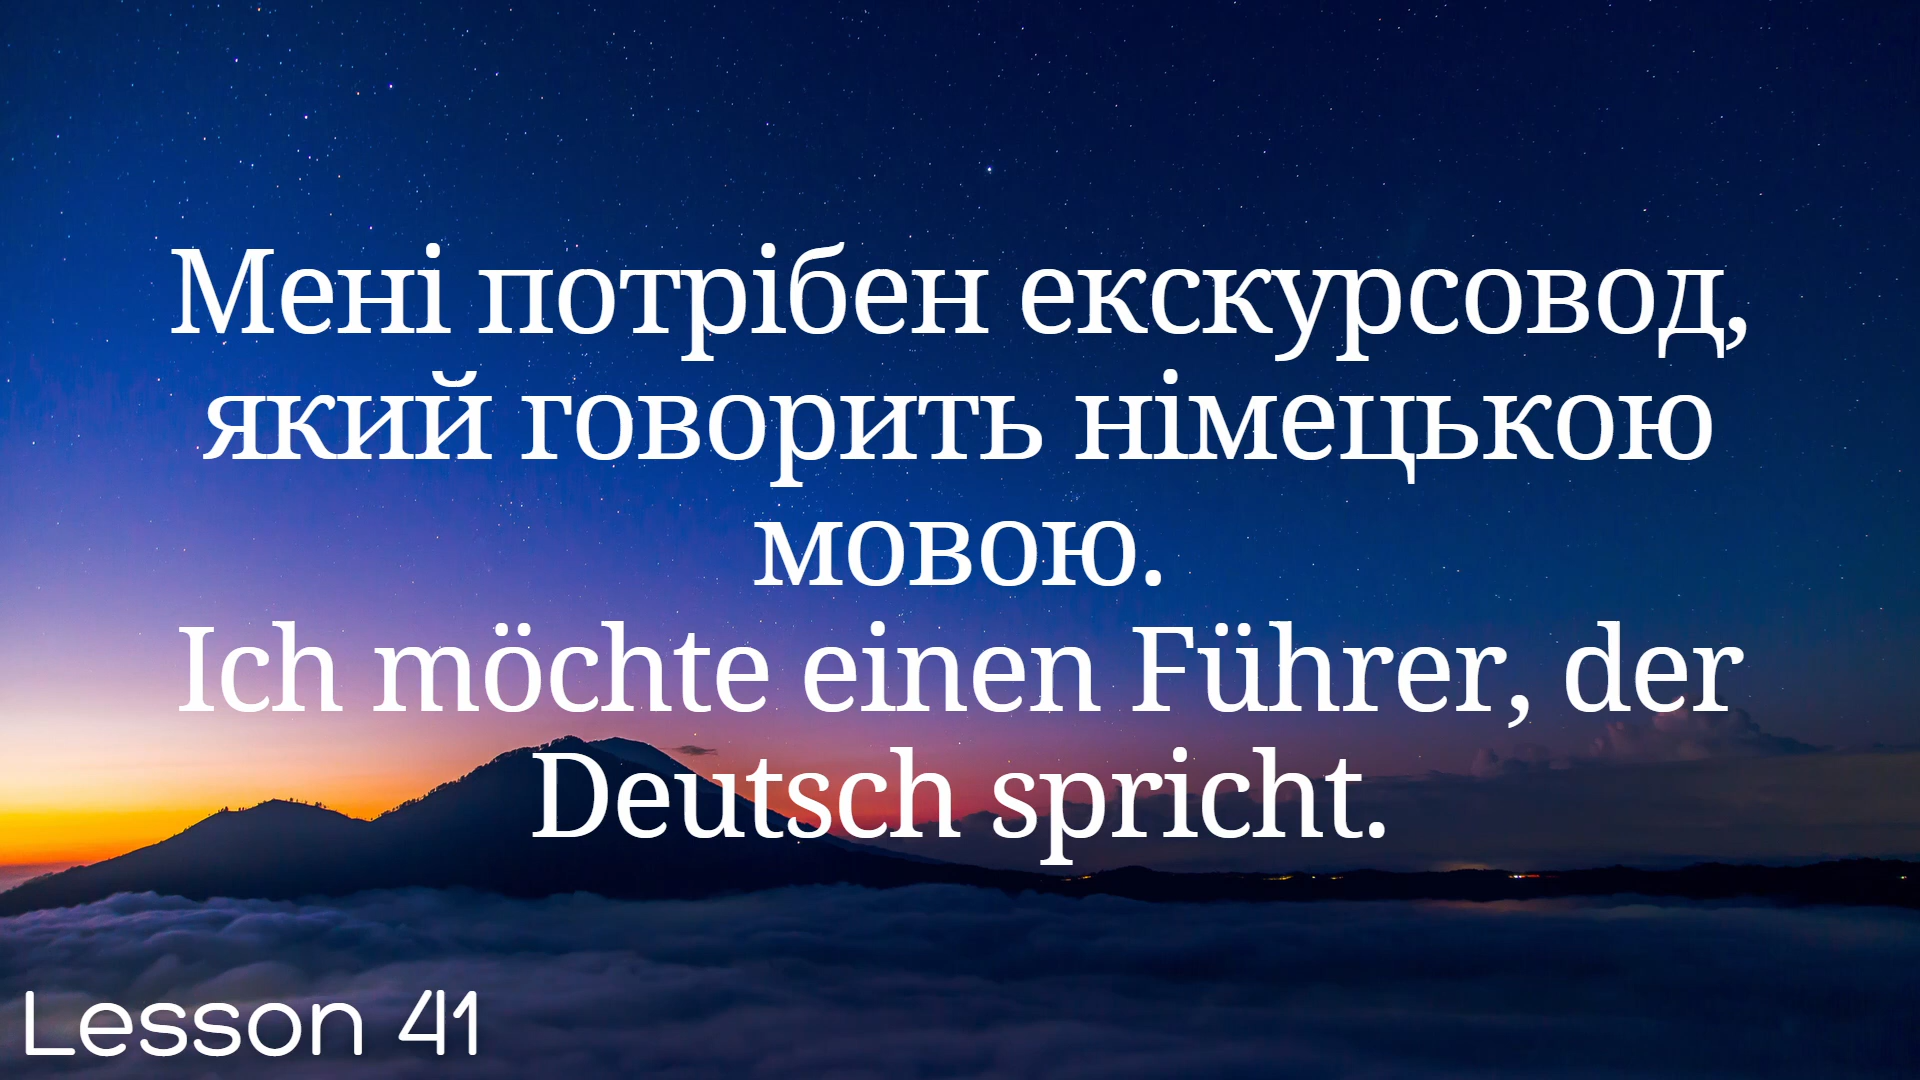 Мені потрібен екскурсовод,
який говорить німецькою
мовою.
Ich möchte einen Führer, der
Deutsch spricht.
Lesson 41